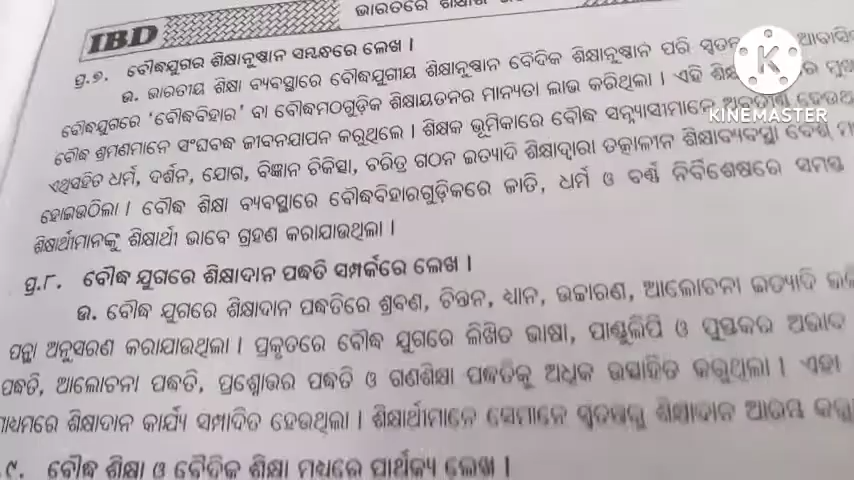 ଭାରତରେ ଶିକ୍ଷାର
IBD
KINEMASTER
ପ୍ର.୭. ବୌଦ୍ଧଯୁଗର ଶିକ୍ଷାନୁଷ୍ଠାନ ସମ୍ବନ୍ଧରେ ଲେଖ ।
ଉ. ଭାରତୀୟ ଶିକ୍ଷା ବ୍ୟବସ୍ଥାରେ ବୌଦ୍ଧଯୁଗୀୟ ଶିକ୍ଷାନୁଷ୍ଠାନ ବୈଦିକ ଶିକ୍ଷାନୁଷ୍ଠାନ ପରି
ବୌଦ୍ଧଯୁଗରେ 'ବୌଦ୍ଧବିହାର' ବା ବୌଦ୍ଧମଠଗୁଡ଼ିକ ଶିକ୍ଷାୟତନର ମାନ୍ୟତା ଲାଭ କରିଥିଲା । ଏହି
ବୌଦ୍ଧ ଶ୍ରମଣମାନେ ସଂଘବଦ୍ଧ ଜୀବନଯାପନ କରୁଥିଲେ । ଶିକ୍ଷକ ଭୂମିକାରେ ବୌଦ୍ଧ ସନ୍ନ୍ୟାସୀମାନେ ଅବତୀର୍ଣ୍ଣ
ଏଥିସହିତ ଧର୍ମ, ଦର୍ଶନ, ଯୋଗ, ବିଜ୍ଞାନ ଚିକିତ୍ସା, ଚରିତ୍ର ଗଠନ ଇତ୍ୟାଦି ଶିକ୍ଷାଦ୍ୱାରା ତତ୍କାଳୀନ ଶିକ୍ଷାବ୍ୟବସ୍ଥା ବେଶ୍
ହୋଇଉଠିଲା । ବୌଦ୍ଧ ଶିକ୍ଷା ବ୍ୟବସ୍ଥାରେ ବୌଦ୍ଧବିହାରଗୁଡ଼ିକରେ ଜାତି, ଧର୍ମ ଓ ବର୍ଣ୍ଣ ନିର୍ବିଶେଷରେ ସମସ୍ତ
ଶିକ୍ଷାର୍ଥୀମାନଙ୍କୁ ଶିକ୍ଷାର୍ଥୀ ଭାବେ ଗ୍ରହଣ କରାଯାଉଥିଲା ।
ପ୍ର.୮. ବୌଦ୍ଧ ଯୁଗରେ ଶିକ୍ଷାଦାନ ପଦ୍ଧତି ସମ୍ପର୍କରେ ଲେଖ ।
ଉ. ବୌଦ୍ଧ ଯୁଗରେ ଶିକ୍ଷାଦାନ ପଦ୍ଧତିରେ ଶ୍ରବଣ, ଚିନ୍ତନ, ଧ୍ୟାନ, ଉଚ୍ଚାରଣ, ଆଲୋଚନା ଇତ୍ୟାଦି
ପନ୍ଥା ଅନୁସରଣ କରାଯାଉଥିଲା । ପ୍ରକୃତରେ ବୌଦ୍ଧ ଯୁଗରେ ଲିଖିତ ଭାଷା, ପାଣ୍ଡୁଲିପି ଓ ପୁସ୍ତକର ଅଭାବ
ପଦ୍ଧତି, ଆଲୋଚନା ପଦ୍ଧତି, ପ୍ରଶ୍ନୋତ୍ତର ପଦ୍ଧତି ଓ ଗଣଶିକ୍ଷା ପଦ୍ଧତିକୁ ଅଧିକ ଉତ୍ସାହିତ କରୁଥିଲା । ଏହା
ମାଧ୍ୟମରେ ଶିକ୍ଷାଦାନ କାର୍ଯ୍ୟ ସମ୍ପାଦିତ ହେଉଥିଲା । ଶିକ୍ଷାର୍ଥୀମାନେ ସେମାନେ ଶିକ୍ଷାଦାନ ଆରମ୍ଭ
.୯. ବୌଦ୍ଧ ଶିକ୍ଷା ଓ ବୈଦିକ ଶିକ୍ଷା ମଧ୍ୟରେ ପାର୍ଥକ୍ୟ ଲେଖ ।